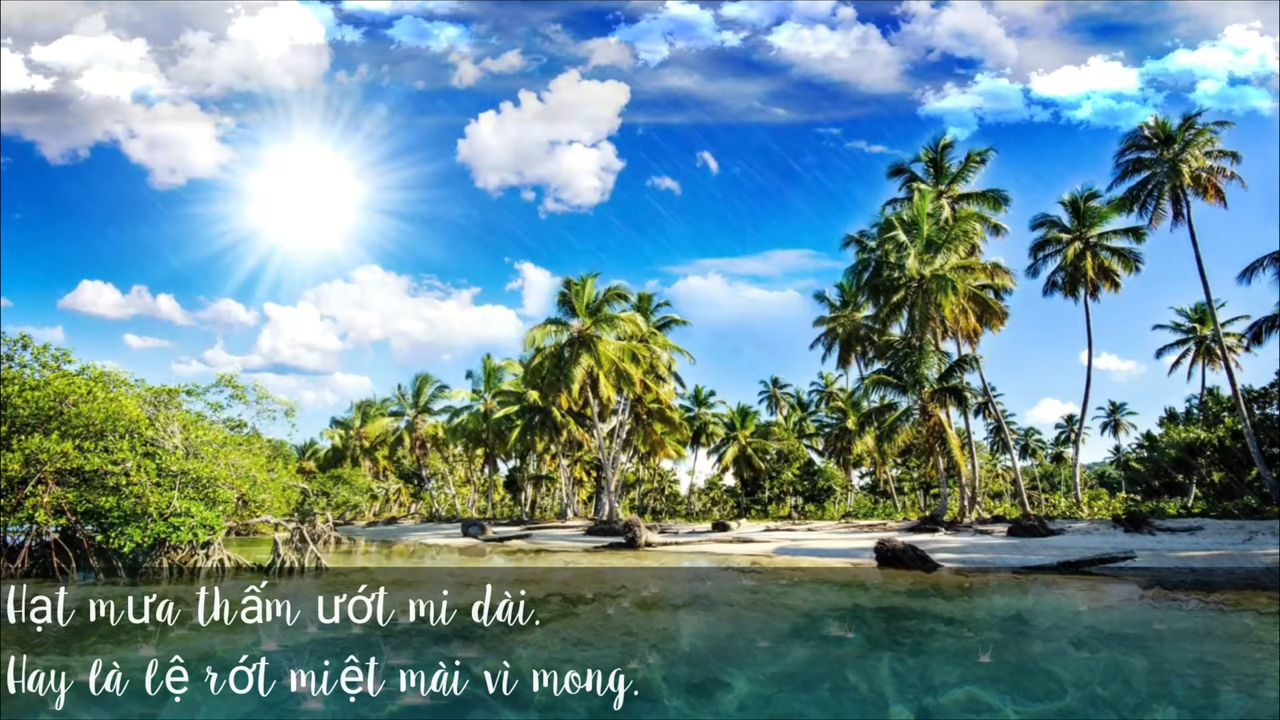 Hạt mưa thấm ướt mi dài.
Hay là lệ rớt miệt mài vì mong.